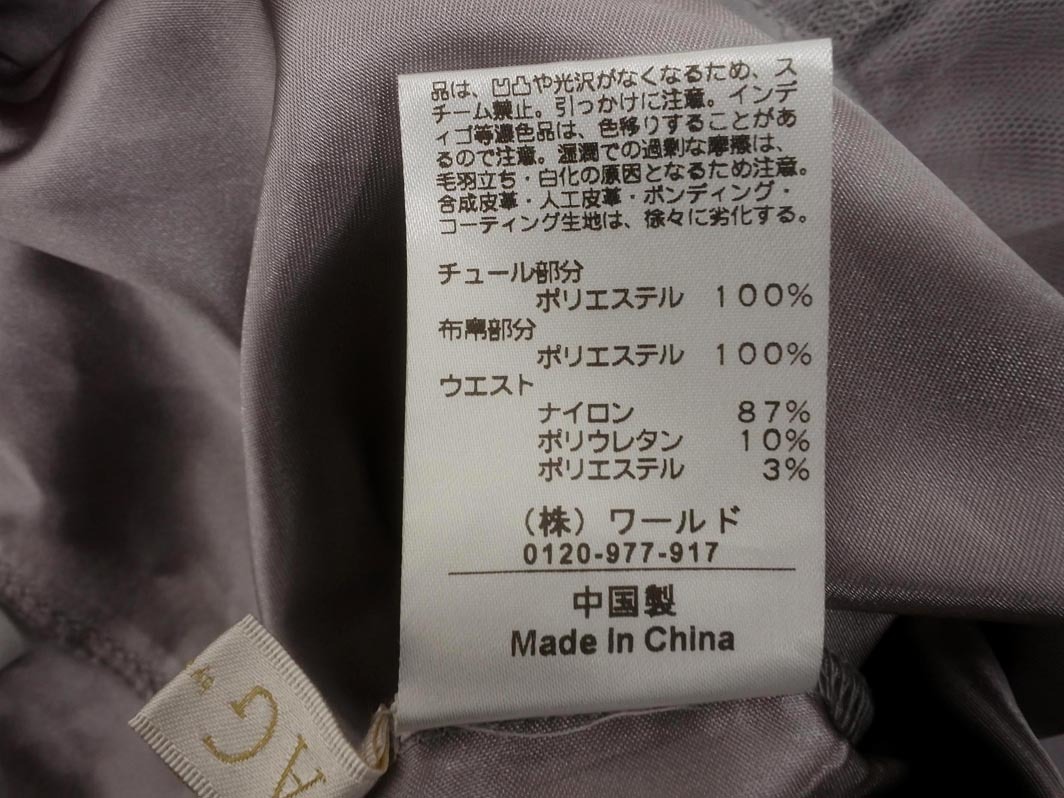 品は、凹凸や光沢がなくなるため、ス
チーム禁止。引っかけに注意。インデ
ィゴ等濃色品は、色移りすることがあ
るので注意。湿潤での過剰な摩擦は、
毛羽立ち・白化の原因となるため注意。
合成皮革・人工皮革・ボンディング・
コーティング生地は、徐々に劣化する。
チュール部分
ポリエステル 100%
布帛部分
ポリエステル 100%
ウエスト
ナイロン 87%
ポリウレタン 10%
ポリエステル 3%
（株）ワールド
0120-977-917
中国製
Made In China
AG
by